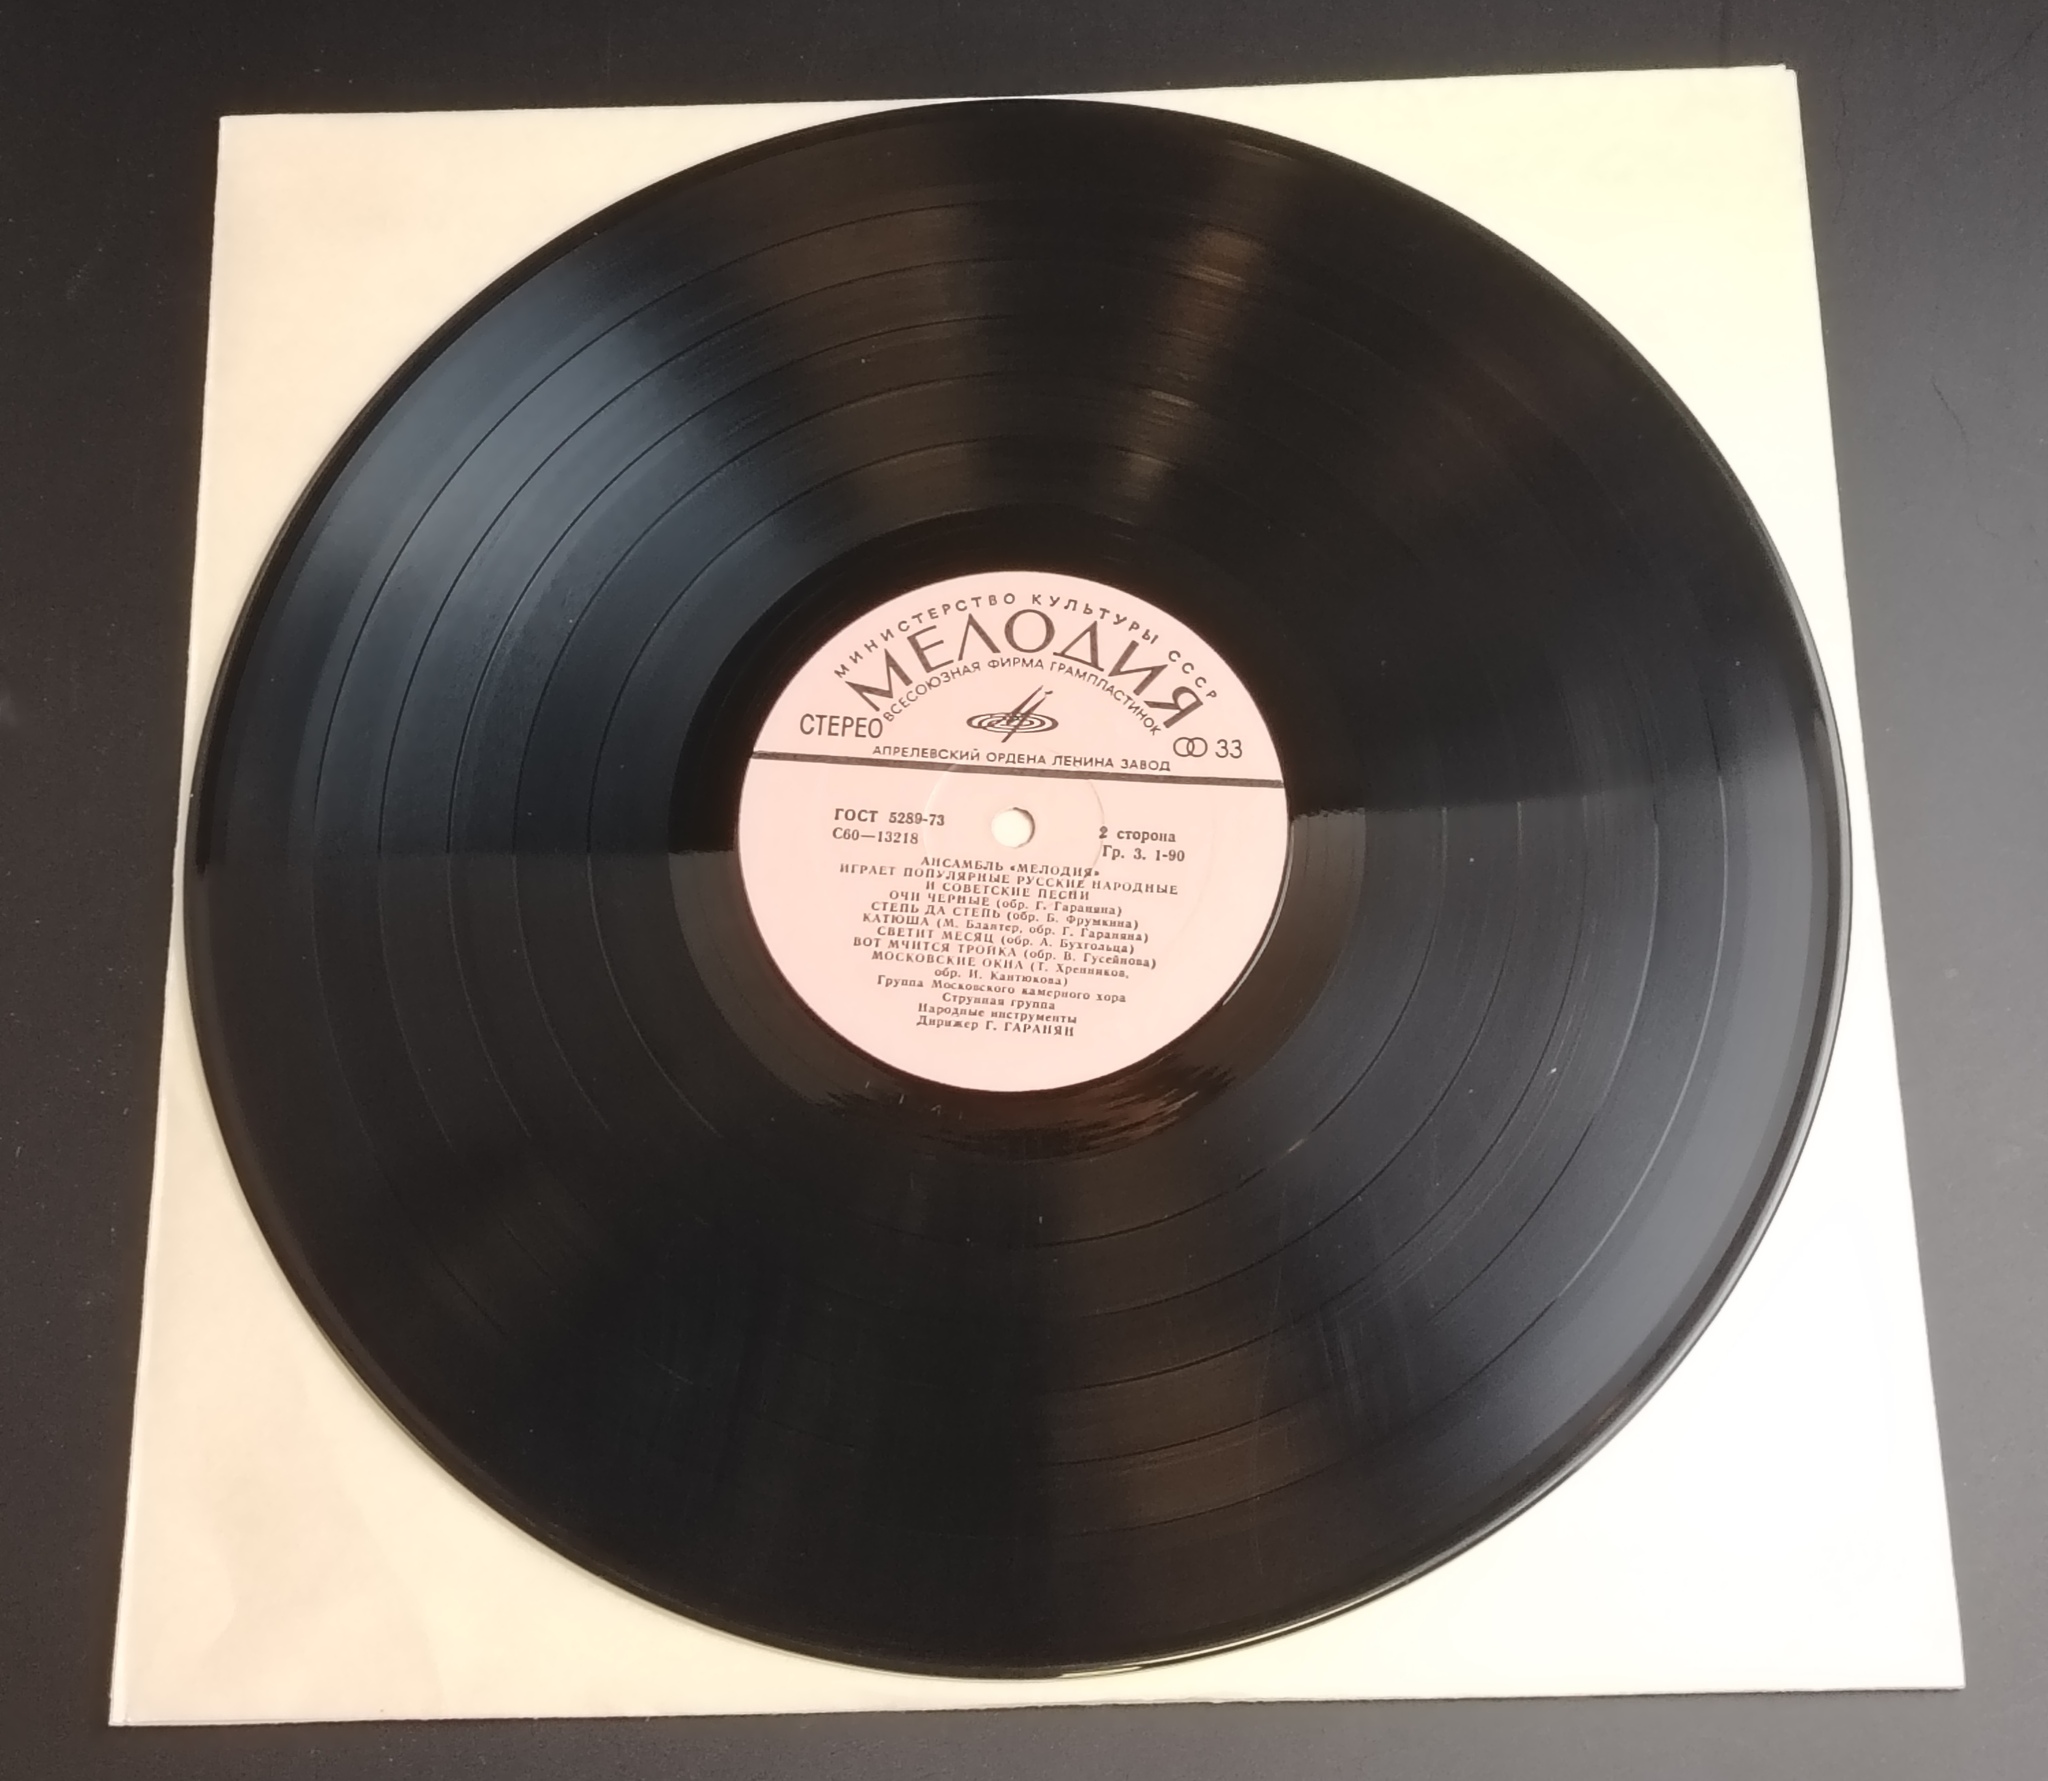 МИНИСТЕРСТВО КУЛЬТУРЫ СССР
МЕЛОДИЯ
ВСЕСОЮЗНАЯ ФИРМА ГРАМПЛАСТИНОК
СТЕРЕО
33
АПРЕЛЕВСКИЙ ОРДЕНА ЛЕНИНА ЗАВОД
ГОСТ 5289-73
С60—13218
2 сторона
Гр. 3. 1-90
АНСАМБЛЬ «МЕЛОДИЯ»
ИГРАЕТ ПОПУЛЯРНЫЕ РУССКИЕ НАРОДНЫЕ
И СОВЕТСКИЕ ПЕСНИ
ОЧИ ЧЕРНЫЕ (обр. Г. Гараняна)
СТЕПЬ ДА СТЕПЬ (обр. Б. Фрумкина)
КАТЮША (М. Блантер, обр. Г. Гараняна)
СВЕТИТ МЕСЯЦ (обр. А. Бухгольца)
ВОТ МЧИТСЯ ТРОЙКА (обр. В. Гусейнова)
МОСКОВСКИЕ ОКНА (Т. Хренников,
обр. И. Кантюкова)
Группа Московского камерного хора
Струнная группа
Народные инструменты
Дирижер Г. ГАРАНЯН